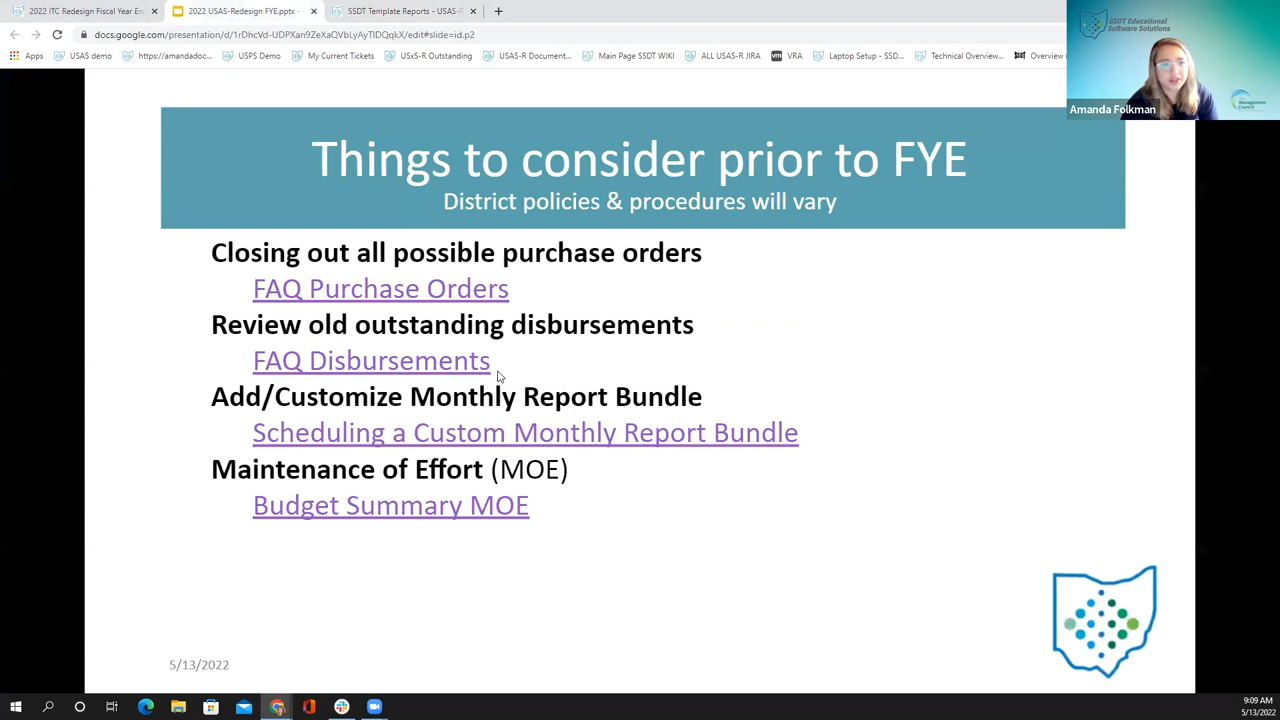 2022 ITC Redesign Fiscal Year En
2022 USAS-Redesign FYE.pptx -
SSDT Template Reports - USAS-R
docs.google.com/presentation/d/1rDhcVd-UDPXan9ZeXaQVbLyAyTlDQqkX/edit#slide=id.p2
Apps
USAS demo
https://amandadoc...
USPS Demo
My Current Tickets
USxS-R Outstanding
USAS-R Document...
Main Page SSDT WIKI
ALL USAS-R JIRA
vm
VRA
Laptop Setup - SSD...
Technical Overview...
Overview
SSDT Educational
Software Solutions
Management
Council
Amanda Folkman
Things to consider prior to FYE
District policies & procedures will vary
Closing out all possible purchase orders
FAQ Purchase Orders
Review old outstanding disbursements
FAQ Disbursements
Add/Customize Monthly Report Bundle
Scheduling a Custom Monthly Report Bundle
Maintenance of Effort (MOE)
Budget Summary MOE
5/13/2022
9:09 AM
5/13/2022